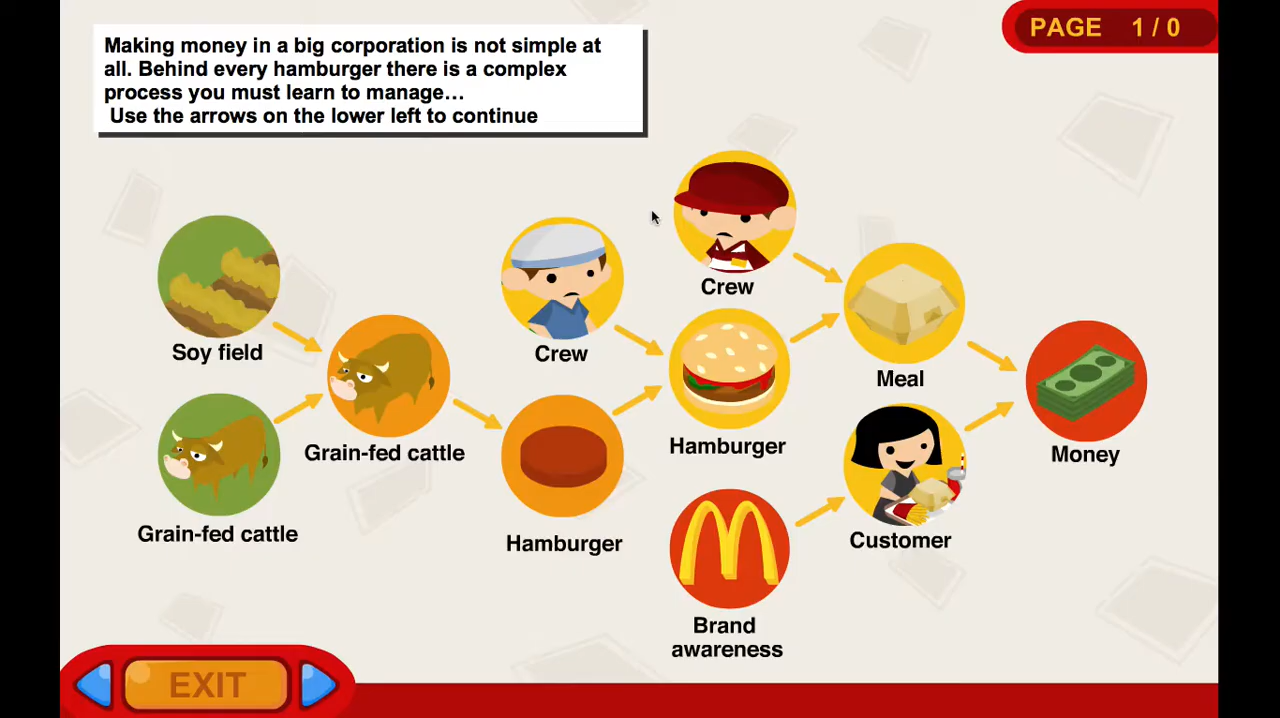 PAGE 1 / 0
Making money in a big corporation is not simple at
all. Behind every hamburger there is a complex
process you must learn to manage...
Use the arrows on the lower left to continue
Soy field
Grain-fed cattle
Grain-fed cattle
Crew
Hamburger
Crew
Hamburger
Brand
awareness
Meal
Customer
Money
EXIT